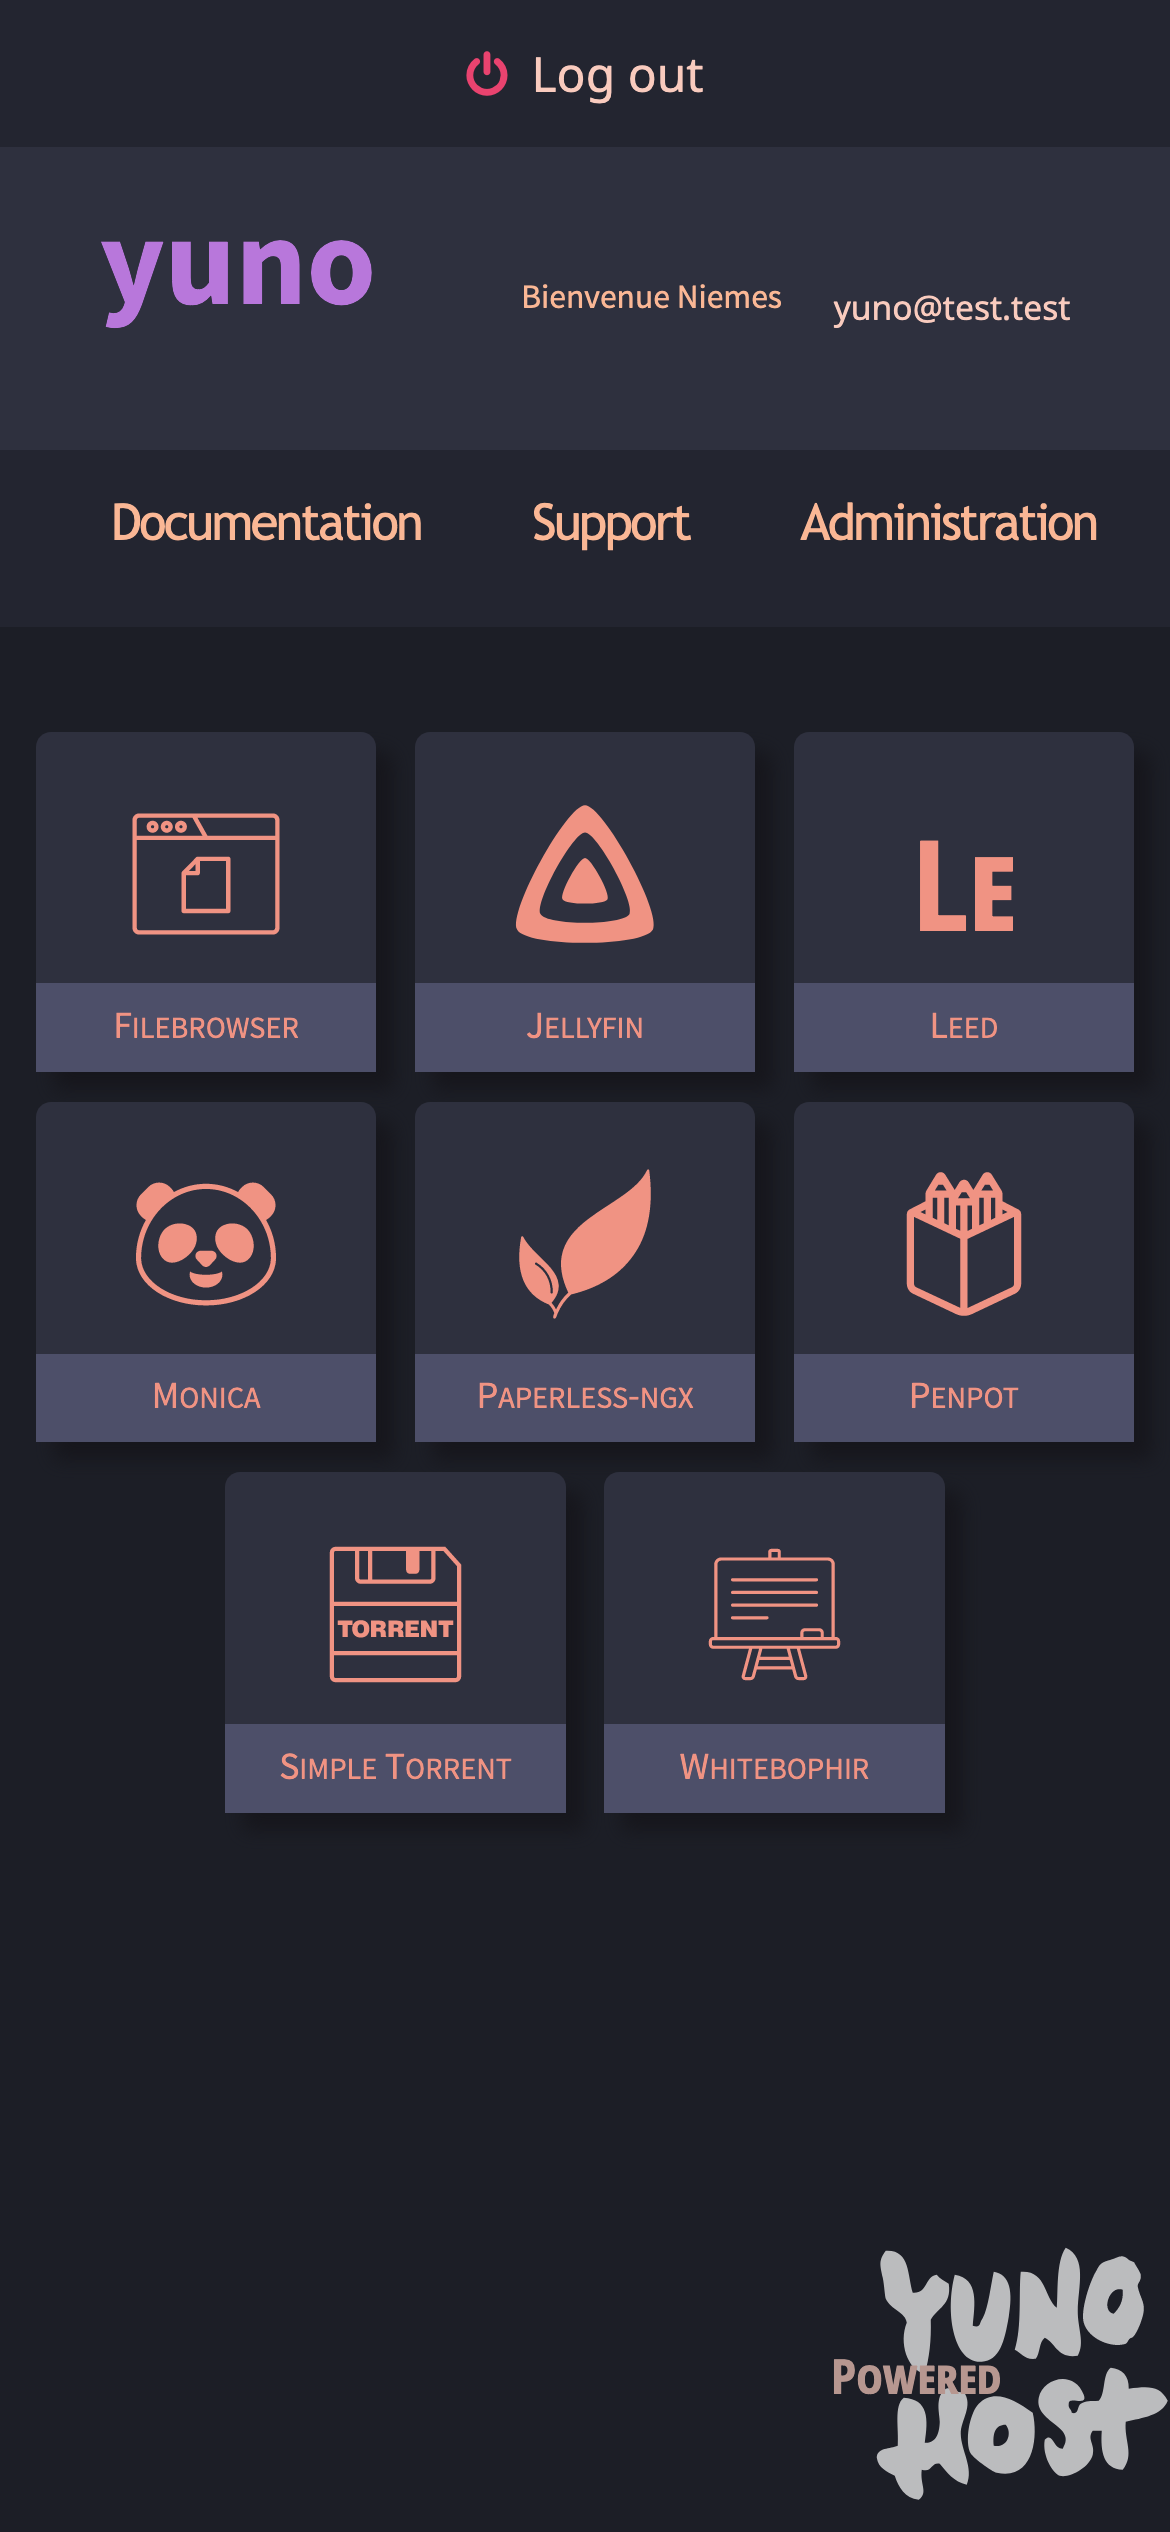 Log out
yuno
Bienvenue Niemes
yuno@test.test
Documentation Support Administration
LE
FILEBROWSER JELLYFIN LEED
MONICA PAPERLESS-NGX PENPOT
TORRENT
SIMPLE TORRENT WHITEBOPHIR
YUNO
POWERED
HOST